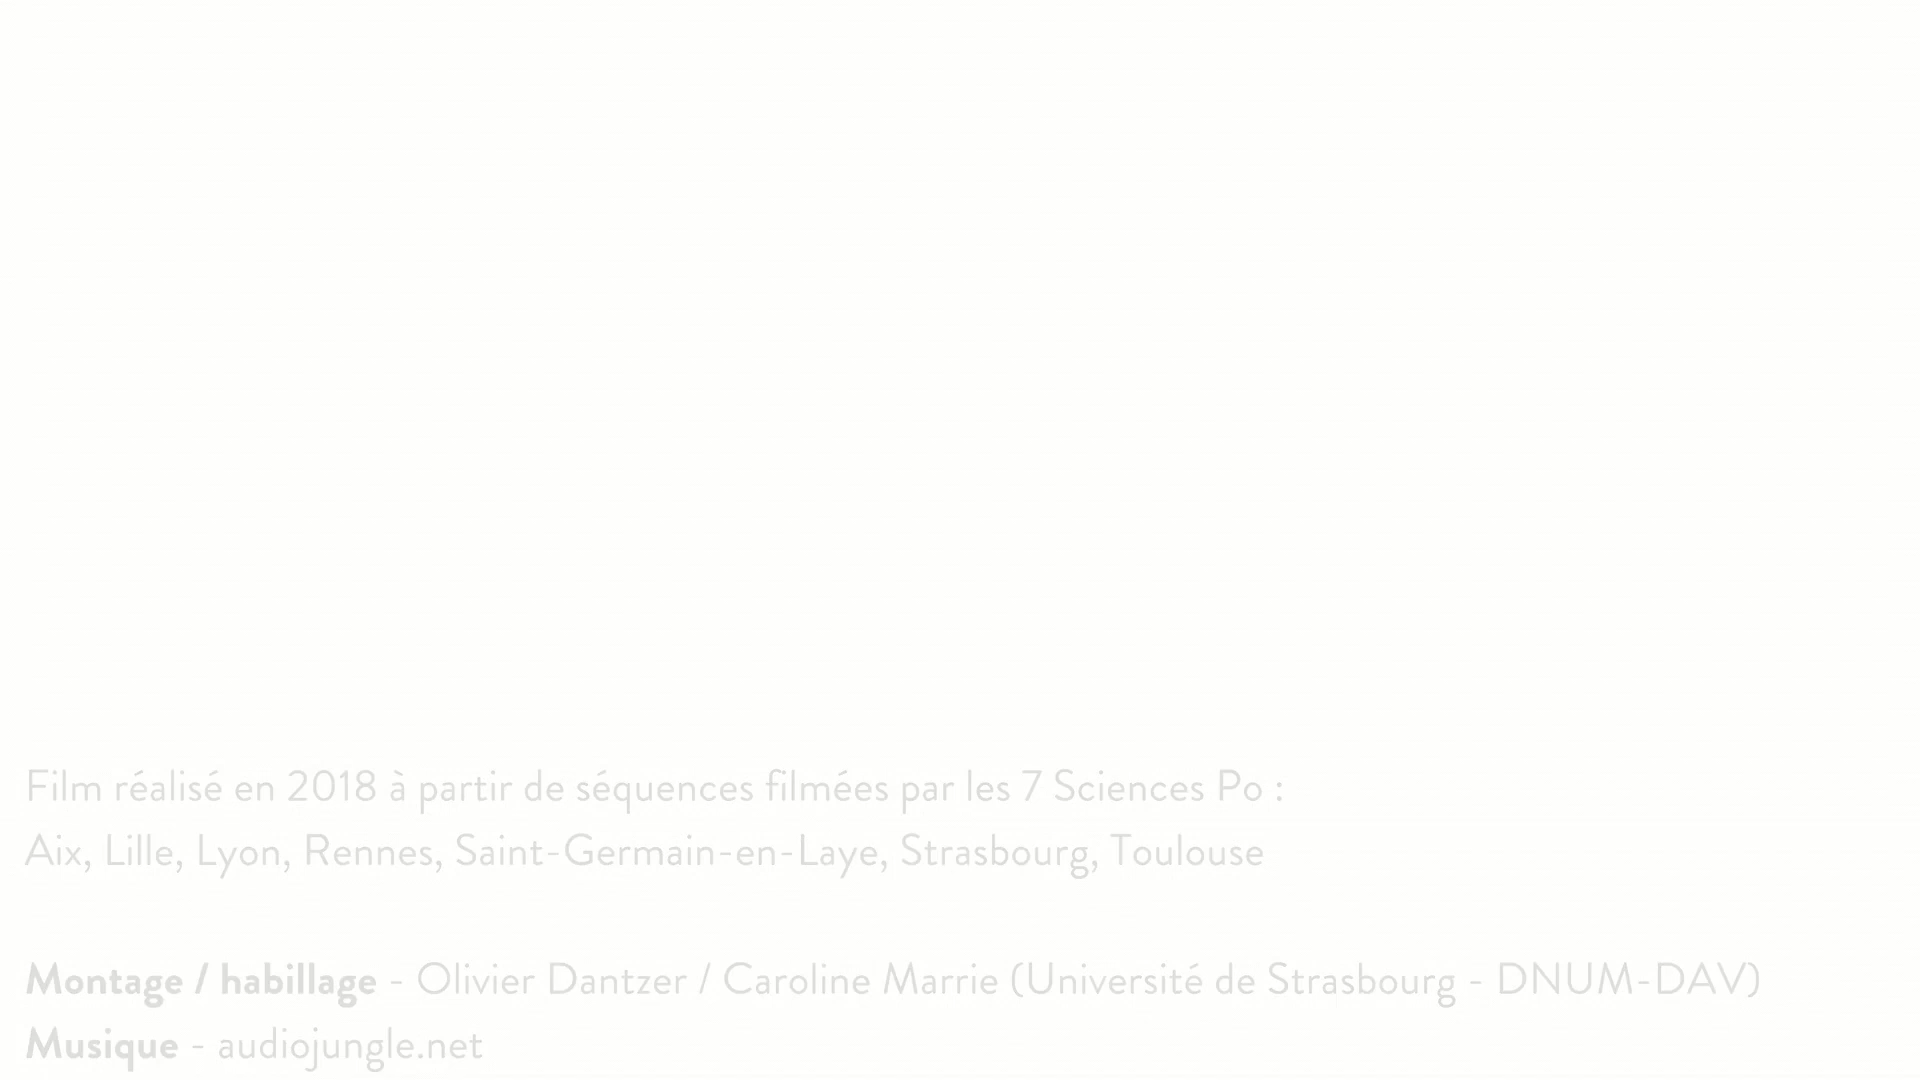 Film réalisé en 2018 à partir de séquences filmées par les 7 Sciences Po :
Aix, Lille, Lyon, Rennes, Saint-Germain-en-Laye, Strasbourg, Toulouse
Montage / habillage - Olivier Dantzer / Caroline Marrie (Université de Strasbourg - DNUM-DAV)
Musique - audiojungle.net